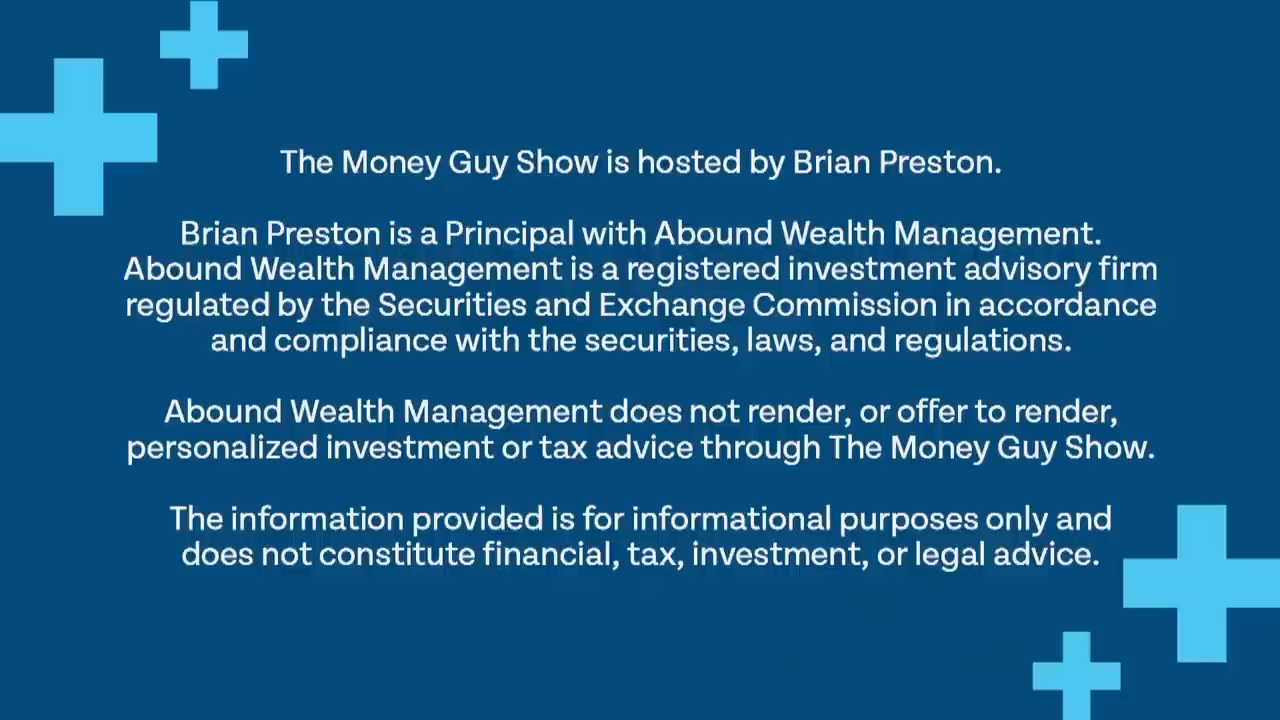 The Money Guy Show is hosted by Brian Preston.
Brian Preston is a Principal with Abound Wealth Management.
Abound Wealth Management is a registered investment advisory firm
regulated by the Securities and Exchange Commission in accordance
and compliance with the securities, laws, and regulations.
Abound Wealth Management does not render, or offer to render,
personalized investment or tax advice through The Money Guy Show.
The information provided is for informational purposes only and
does not constitute financial, tax, investment, or legal advice.